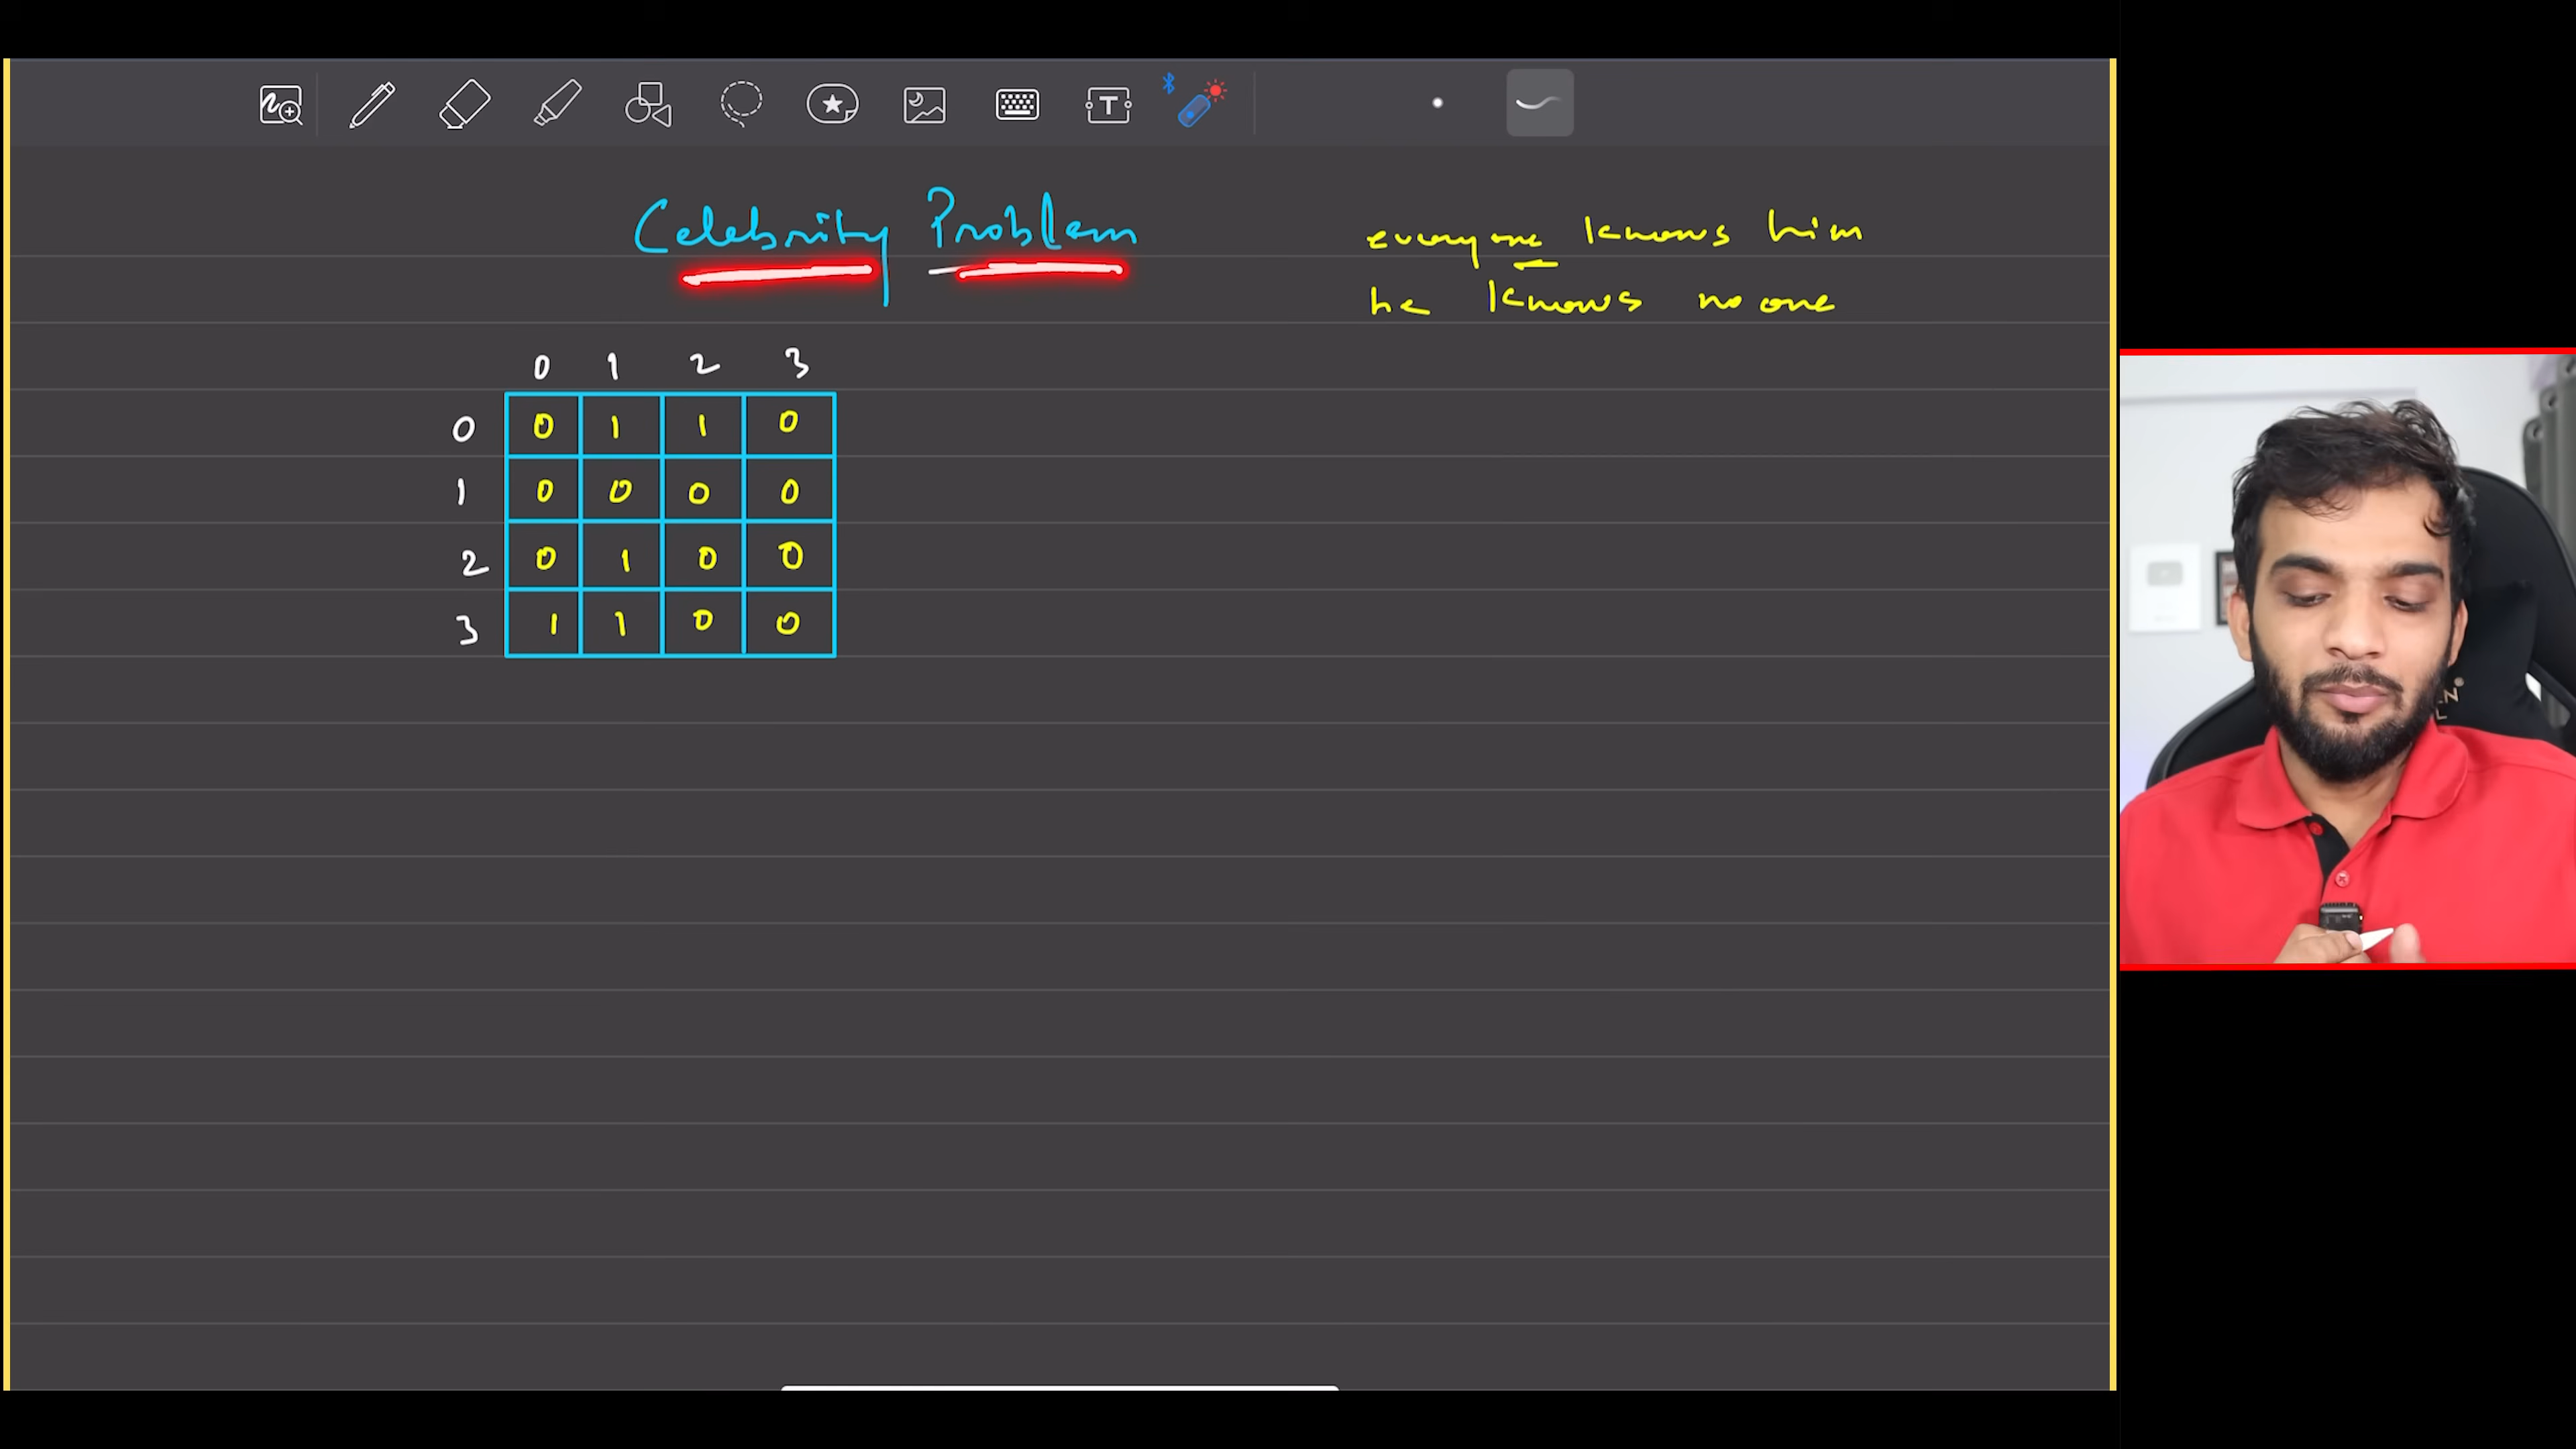 Celebrity Problem
everyone knows him
he knows no one
0 1 2 3
0 0 1 1 0
1 0 0 0 0
2 0 1 0 0
3 1 1 0 0
T